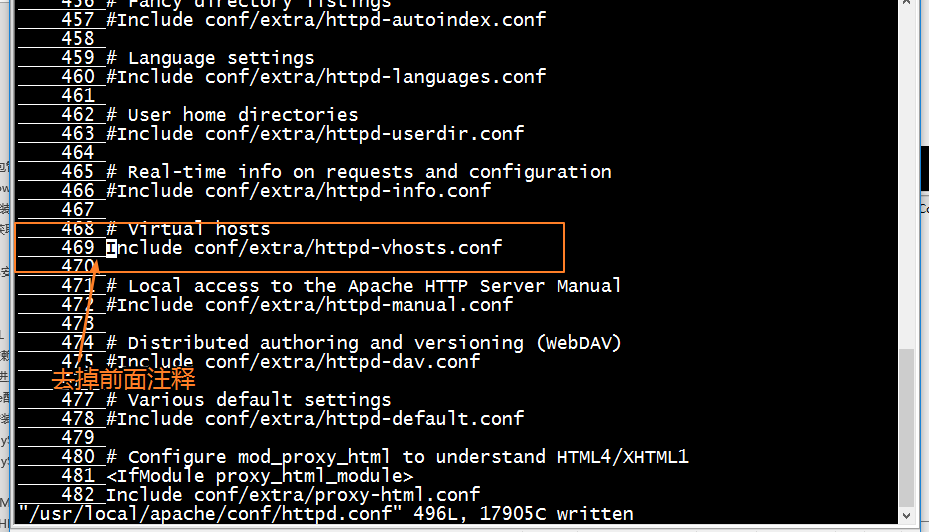 456 # Fancy directory listings
457 #Include conf/extra/httpd-autoindex.conf
458
459 # Language settings
460 #Include conf/extra/httpd-languages.conf
461
462 # User home directories
463 #Include conf/extra/httpd-userdir.conf
464
465 # Real-time info on requests and configuration
466 #Include conf/extra/httpd-info.conf
467
468 # Virtual hosts
469 Include conf/extra/httpd-vhosts.conf
470
471 # Local access to the Apache HTTP Server Manual
472 #Include conf/extra/httpd-manual.conf
473
474 # Distributed authoring and versioning (WebDAV)
475 #Include conf/extra/httpd-dav.conf
去掉前面注释
477 # Various default settings
478 #Include conf/extra/httpd-default.conf
479
480 # Configure mod_proxy_html to understand HTML4/XHTML1
481 <IfModule proxy_html_module>
482 Include conf/extra/proxy-html.conf
"/usr/local/apache/conf/httpd.conf" 496L, 17905C written